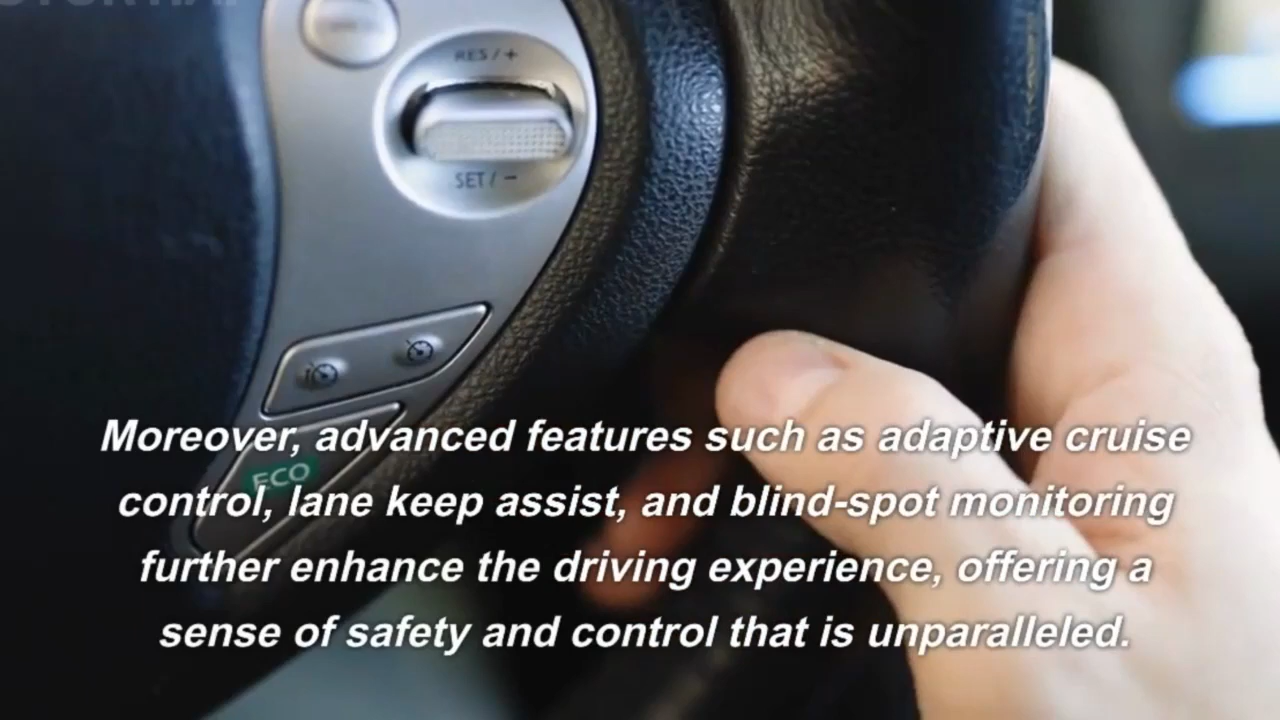 RES / +
SET / -
Moreover, advanced features such as adaptive cruise
ECO
control, lane keep assist, and blind-spot monitoring
further enhance the driving experience, offering a
sense of safety and control that is unparalleled.